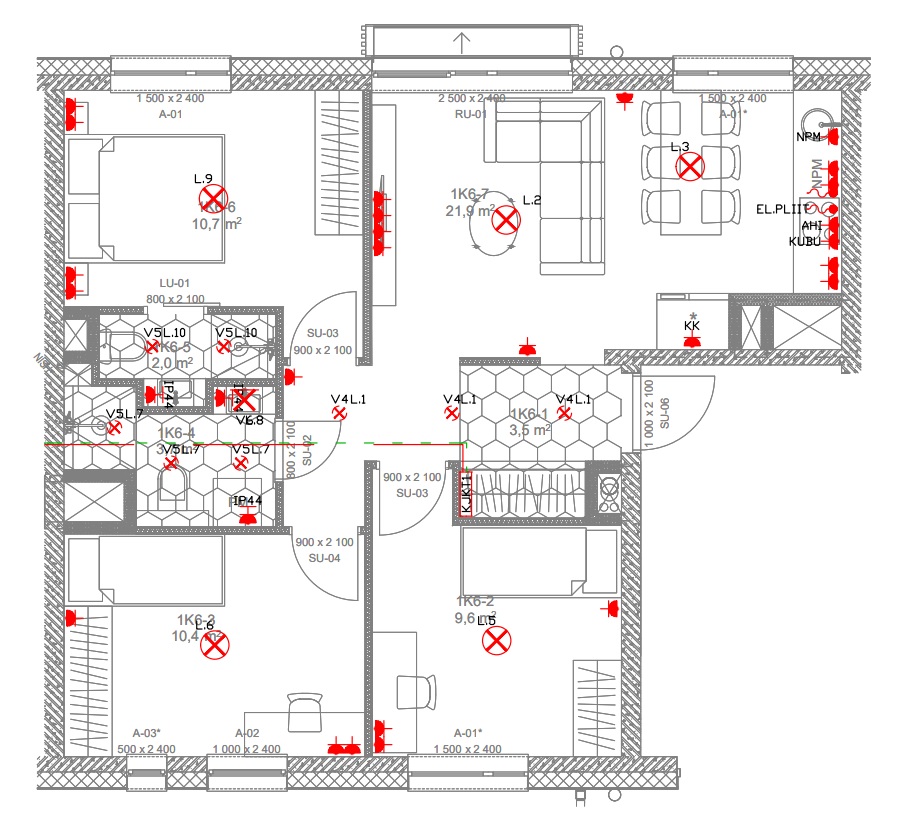 1 500 x 2 400
A-01
2 500 x 2 400
RU-01
1 500 x 2 400
A-01*
NPM
NPM
L.3
L.9
1K6-6
10,7 m²
L.2
1K6-7
21,9 m²
EL.PLIIT
AHI
KUBU
LU-01
800 x 2 100
V5L.10
V5L.10
1K6-5
2,0 m²
SU-03
900 x 2 100
*
KK
IP44
V6.8
V4L.1
V4L.1
V4L.1
1K6-1
3,5 m²
1 000 x 2 100
SU-06
V5L.7
1K6-4
V5L.7
V5L.7
800 x 2 100
SU-02
IP44
900 x 2 100
SU-03
KJKT1
900 x 2 100
SU-04
1K6-3
10,4 m²
L.6
1K6-2
9,6 m²
L.5
A-03*
500 x 2 400
A-02
1 000 x 2 400
A-01*
1 500 x 2 400